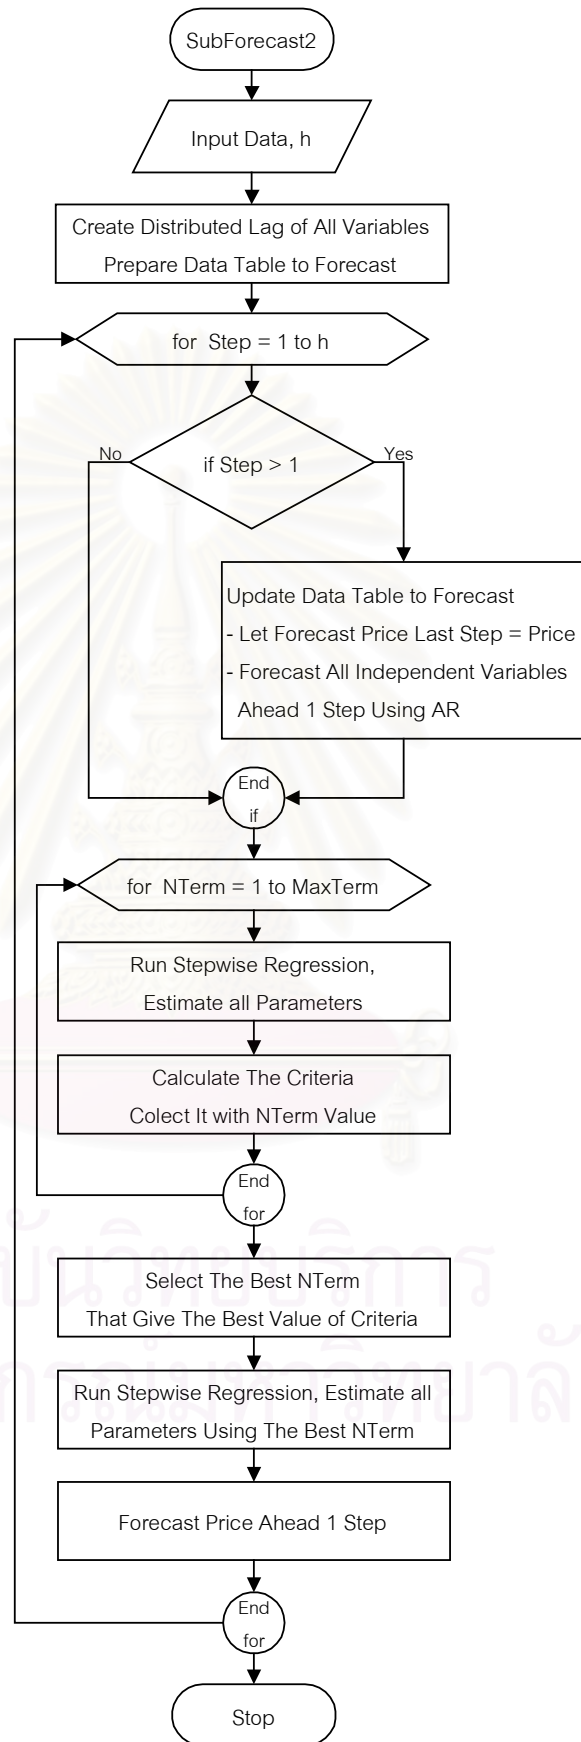 SubForecast2
Input Data, h
Create Distributed Lag of All Variables
Prepare Data Table to Forecast
for Step = 1 to h
if Step > 1
No
Yes
Update Data Table to Forecast
- Let Forecast Price Last Step = Price
- Forecast All Independent Variables
Ahead 1 Step Using AR
End
if
for NTerm = 1 to MaxTerm
Run Stepwise Regression,
Estimate all Parameters
Calculate The Criteria
Colect It with NTerm Value
End
for
Select The Best NTerm
That Give The Best Value of Criteria
Run Stepwise Regression, Estimate all
Parameters Using The Best NTerm
Forecast Price Ahead 1 Step
End
for
Stop